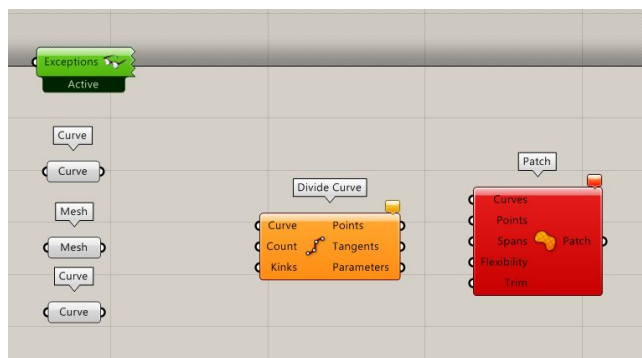 Exceptions
Active
Curve
Curve
Mesh
Mesh
Curve
Curve
Divide Curve
Curve Points
Count Tangents
Kinks Parameters
Patch
Curves
Points
Spans Patch
Flexibility
Trim